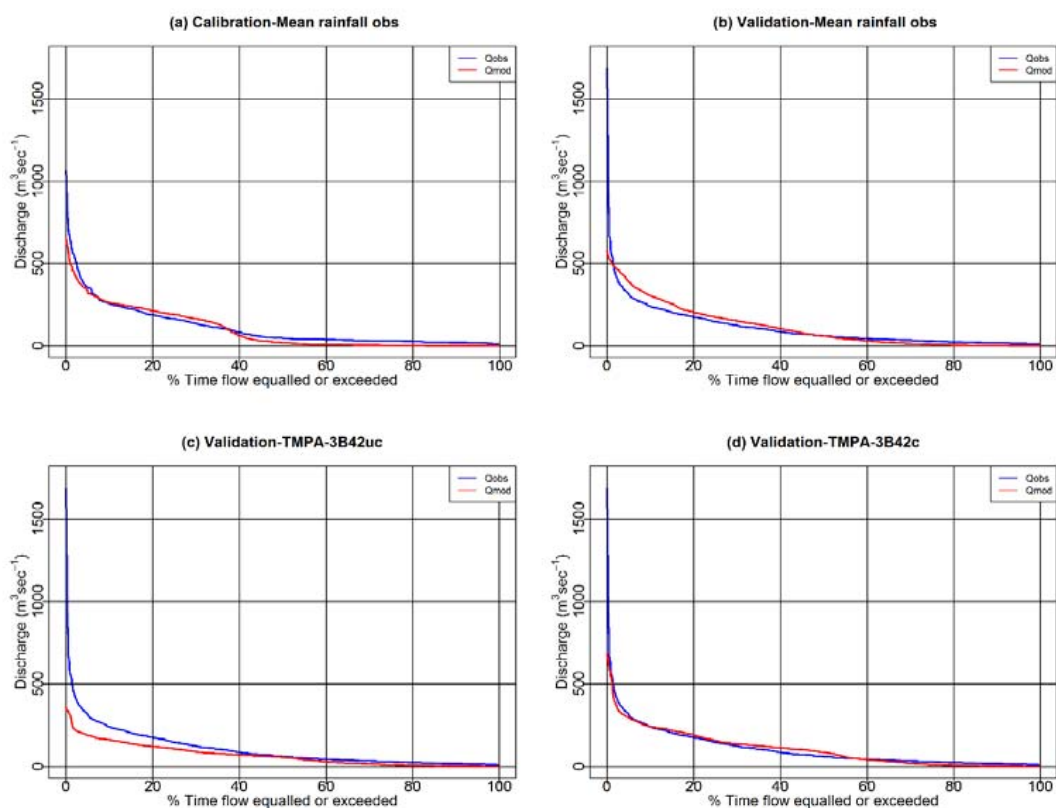 (a) Calibration-Mean rainfall obs
Qobs
Qmod
Discharge (m³sec⁻¹)
1500
1000
500
0
0 20 40 60 80 100
% Time flow equalled or exceeded
(b) Validation-Mean rainfall obs
Qobs
Qmod
Discharge (m³sec⁻¹)
1500
1000
500
0
0 20 40 60 80 100
% Time flow equalled or exceeded
(c) Validation-TMPA-3B42uc
Qobs
Qmod
Discharge (m³sec⁻¹)
1500
1000
500
0
0 20 40 60 80 100
% Time flow equalled or exceeded
(d) Validation-TMPA-3B42c
Qobs
Qmod
Discharge (m³sec⁻¹)
1500
1000
500
0
0 20 40 60 80 100
% Time flow equalled or exceeded